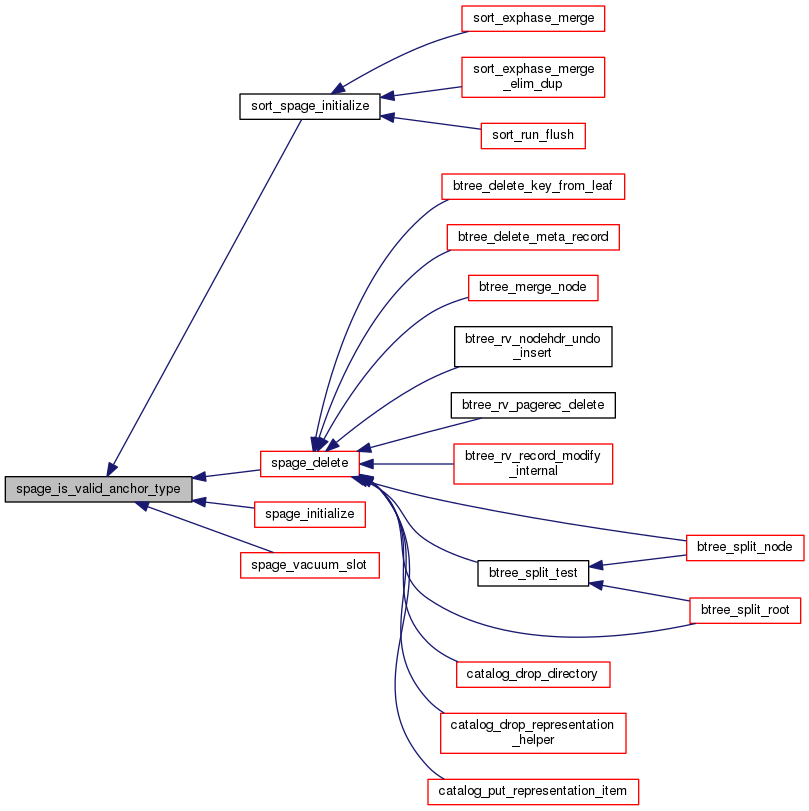 sort_exphase_merge
sort_exphase_merge
_elim_dup
sort_spage_initialize
sort_run_flush
btree_delete_key_from_leaf
btree_delete_meta_record
btree_merge_node
btree_rv_nodehdr_undo
_insert
btree_rv_pagerec_delete
spage_delete
btree_rv_record_modify
_internal
spage_is_valid_anchor_type
spage_initialize
btree_split_node
spage_vacuum_slot
btree_split_test
btree_split_root
catalog_drop_directory
catalog_drop_representation
_helper
catalog_put_representation_item